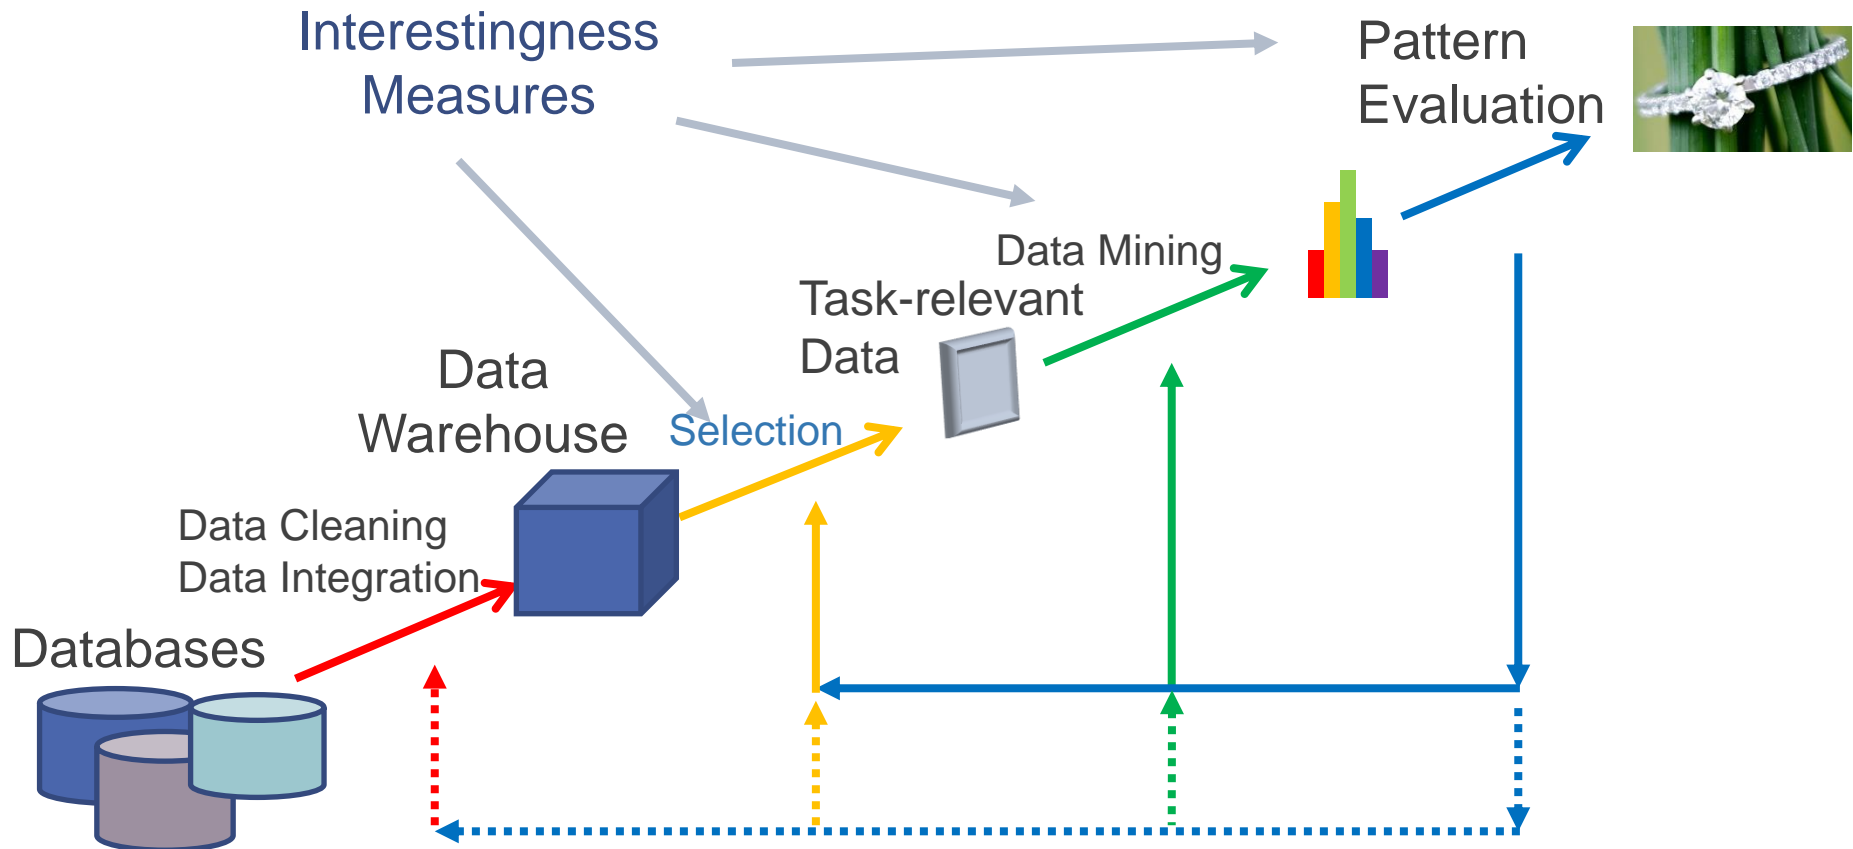 Interestingness
Measures
Pattern
Evaluation
Data Mining
Task-relevant
Data
Data
Warehouse
Selection
Data Cleaning
Data Integration
Databases